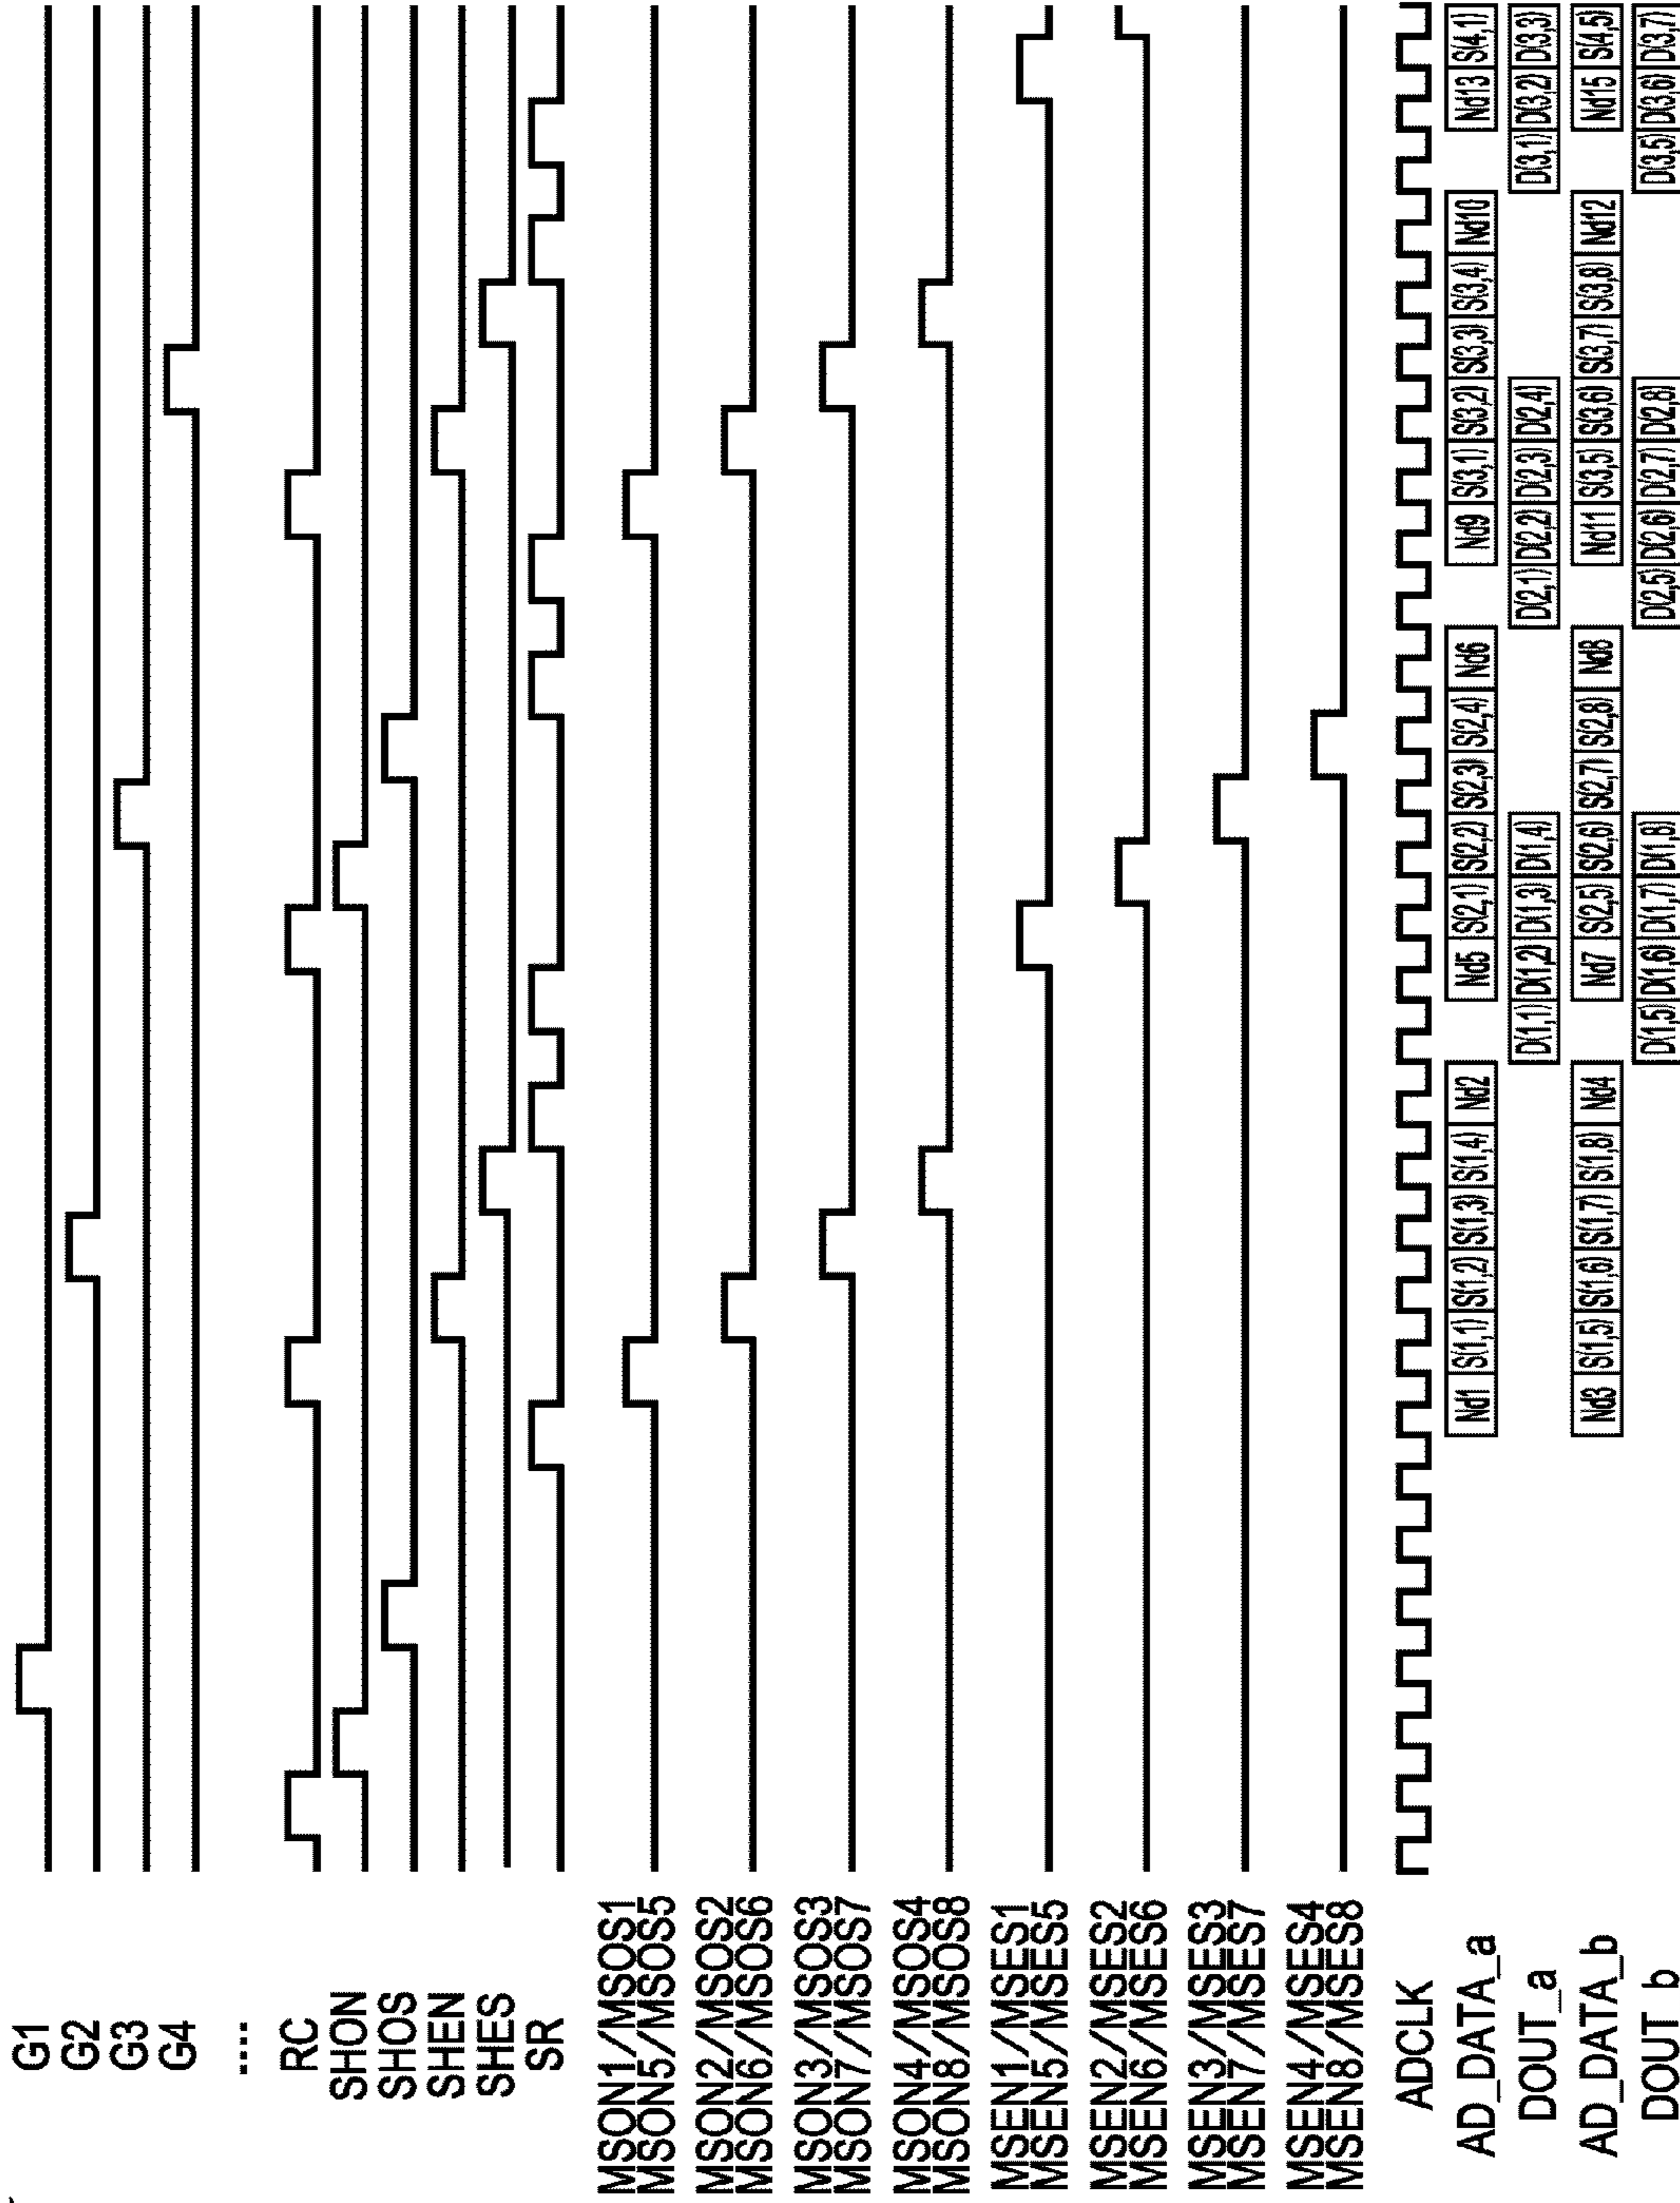 G1
G2
G3
G4
....
RC
SHON
SHOS
SHEN
SHES
SR
MSON1/MSOS1
MSON5/MSOS5
MSON2/MSOS2
MSON6/MSOS6
MSON3/MSOS3
MSON7/MSOS7
MSON4/MSOS4
MSON8/MSOS8
MSEN1/MSES1
MSEN5/MSES5
MSEN2/MSES2
MSEN6/MSES6
MSEN3/MSES3
MSEN7/MSES7
MSEN4/MSES4
MSEN8/MSES8
ADCLK
AD_DATA_a Nd1 S(1,1) S(1,2) S(1,3) S(1,4) Nd2 Nd5 S(2,1) S(2,2) S(2,3) S(2,4) Nd6 Nd9 S(3,1) S(3,2) S(3,3) S(3,4) Nd10 Nd13 S(4,1)
DOUT_a D(1,1) D(1,2) D(1,3) D(1,4) D(2,1) D(2,2) D(2,3) D(2,4) D(3,1) D(3,2) D(3,3)
AD_DATA_b Nd3 S(1,5) S(1,6) S(1,7) S(1,8) Nd4 Nd7 S(2,5) S(2,6) S(2,7) S(2,8) Nd8 Nd11 S(3,5) S(3,6) S(3,7) S(3,8) Nd12 Nd15 S(4,5)
DOUT_b D(1,5) D(1,6) D(1,7) D(1,8) D(2,5) D(2,6) D(2,7) D(2,8) D(3,5) D(3,6) D(3,7)